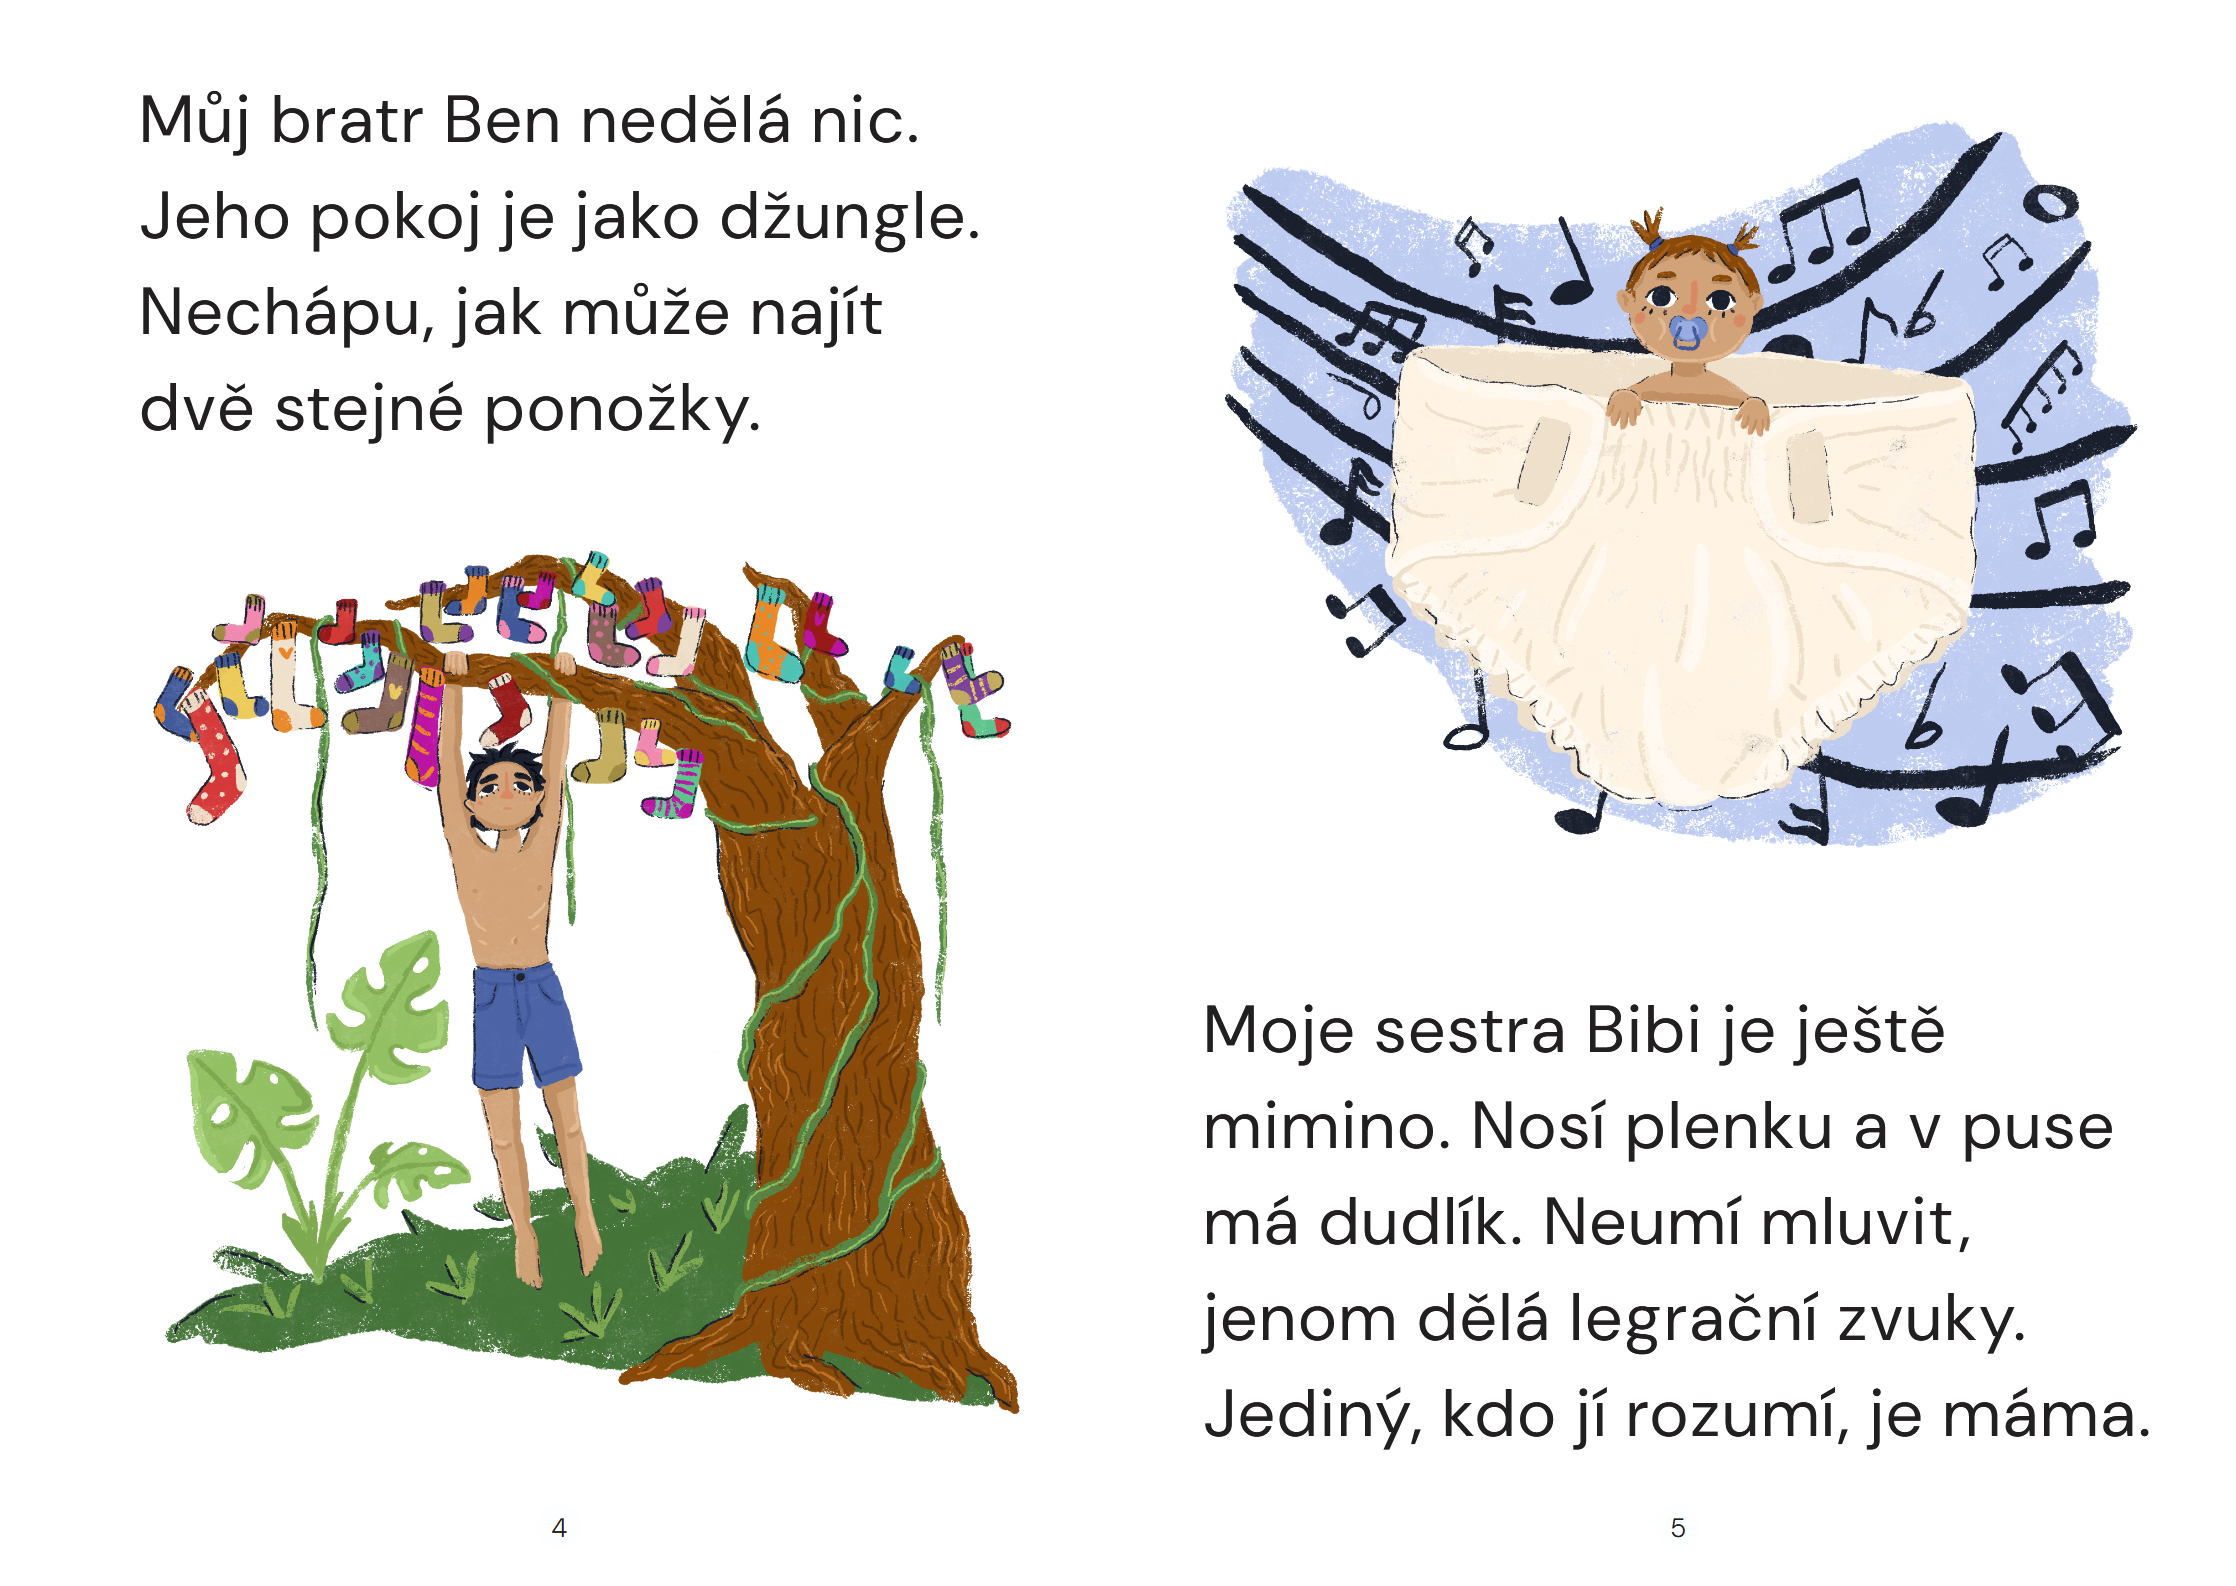 Můj bratr Ben nedělá nic.
Jeho pokoj je jako džungle.
Nechápu, jak může najít
dvě stejné ponožky.
4
Moje sestra Bibi je ještě
mimino. Nosí plenku a v puse
má dudlík. Neumí mluvit,
jenom dělá legrační zvuky.
Jediný, kdo jí rozumí, je máma.
5